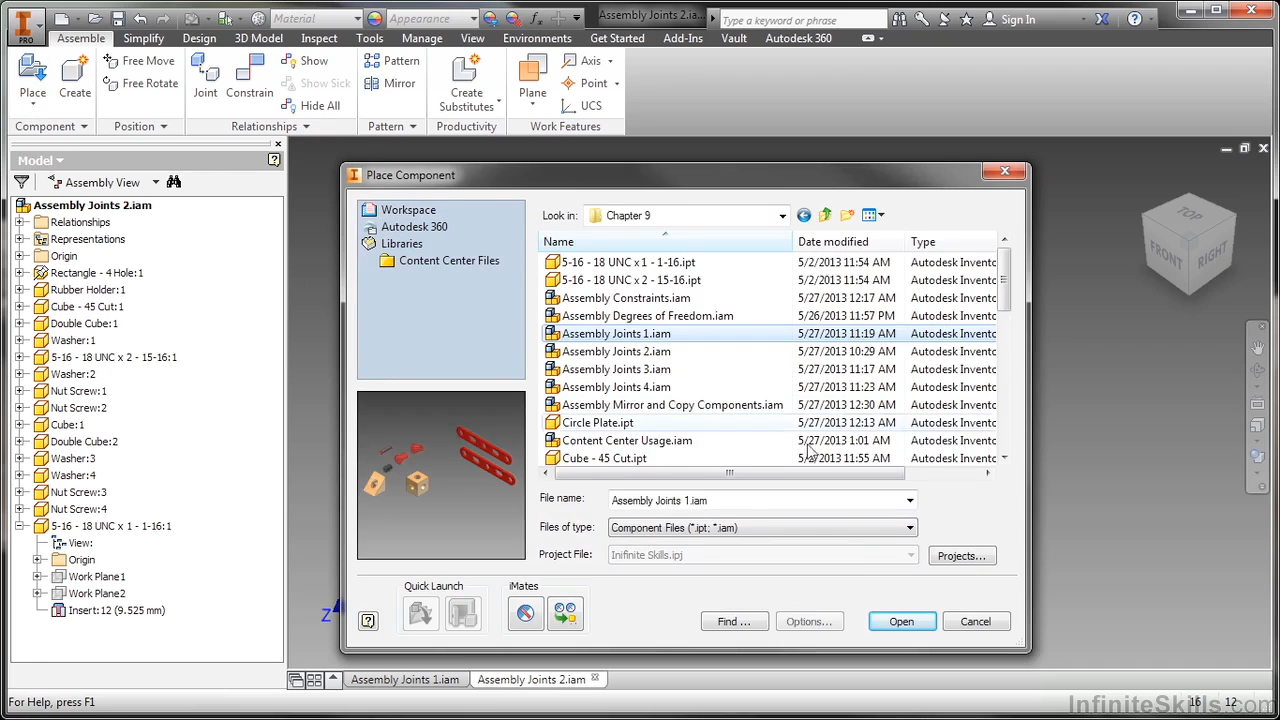 PRO
Material
Appearance
Assembly Joints 2.ia...
Type a keyword or phrase
Sign In
Assemble
Simplify
Design
3D Model
Inspect
Tools
Manage
View
Environments
Get Started
Add-Ins
Vault
Autodesk 360
Place
Create
Free Move
Free Rotate
Joint
Constrain
Show
Show Sick
Hide All
Pattern
Mirror
Create
Substitutes
Plane
Axis
Point
UCS
Component
Position
Relationships
Pattern
Productivity
Work Features
Model
Assembly View
Assembly Joints 2.iam
Relationships
Representations
Origin
Rectangle - 4 Hole:1
Rubber Holder:1
Cube - 45 Cut:1
Double Cube:1
Washer:1
5-16 - 18 UNC x 2 - 15-16:1
Washer:2
Nut Screw:1
Nut Screw:2
Cube:1
Double Cube:2
Washer:3
Washer:4
Nut Screw:3
Nut Screw:4
5-16 - 18 UNC x 1 - 1-16:1
View:
Origin
Work Plane1
Work Plane2
Insert:12 (9.525 mm)
Place Component
Workspace
Autodesk 360
Libraries
Content Center Files
Look in:
Chapter 9
Name
Date modified
Type
5-16 - 18 UNC x 1 - 1-16.ipt 5/2/2013 11:54 AM Autodesk Invento
5-16 - 18 UNC x 2 - 15-16.ipt 5/2/2013 11:54 AM Autodesk Invento
Assembly Constraints.iam 5/27/2013 12:17 AM Autodesk Invento
Assembly Degrees of Freedom.iam 5/26/2013 11:57 PM Autodesk Invento
Assembly Joints 1.iam 5/27/2013 11:19 AM Autodesk Invento
Assembly Joints 2.iam 5/27/2013 10:29 AM Autodesk Invento
Assembly Joints 3.iam 5/27/2013 11:17 AM Autodesk Invento
Assembly Joints 4.iam 5/27/2013 11:23 AM Autodesk Invento
Assembly Mirror and Copy Components.iam 5/27/2013 12:30 AM Autodesk Invento
Circle Plate.ipt 5/27/2013 12:13 AM Autodesk Invento
Content Center Usage.iam 5/27/2013 1:01 AM Autodesk Invento
Cube - 45 Cut.ipt 5/2/2013 11:55 AM Autodesk Invento
File name:
Assembly Joints 1.iam
Files of type:
Component Files (*.ipt; *.iam)
Project File:
Inifinite Skills.ipj
Projects...
Quick Launch
iMates
Find ...
Options...
Open
Cancel
TOP
FRONT
RIGHT
Z
Assembly Joints 1.iam
Assembly Joints 2.iam
For Help, press F1
16
12
InfiniteSkills.com